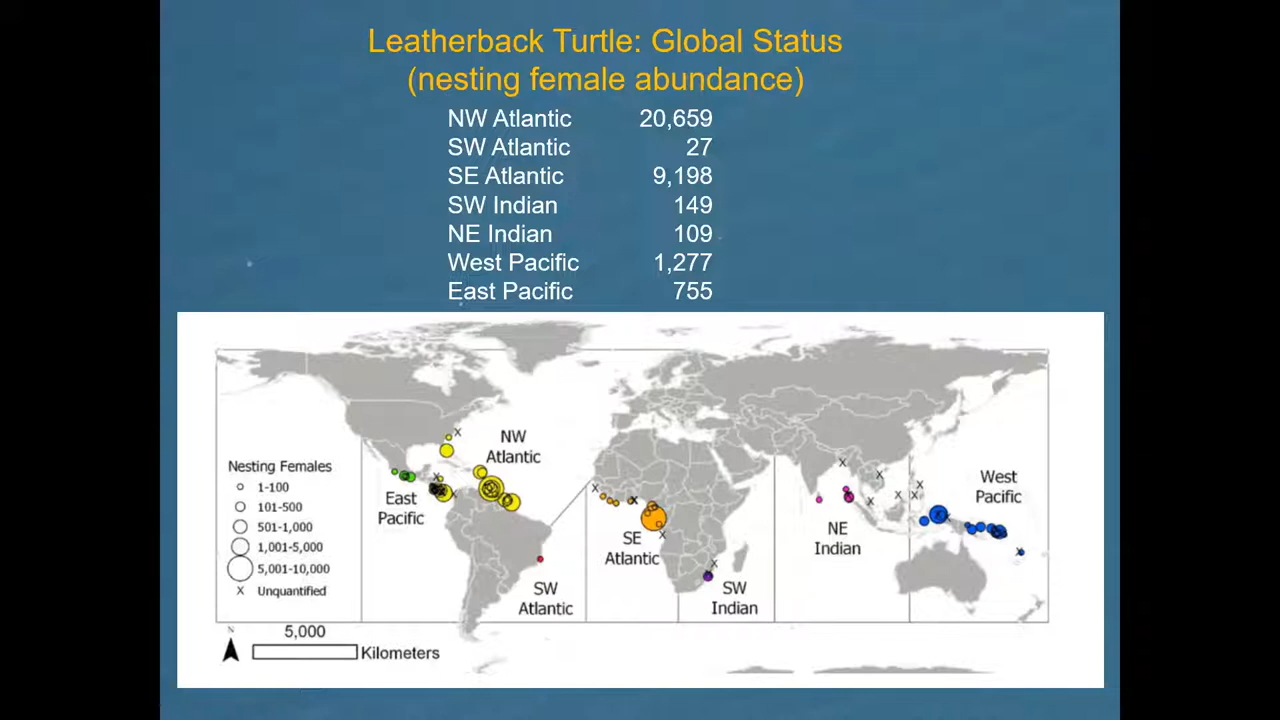 Leatherback Turtle: Global Status
(nesting female abundance)
NW Atlantic 20,659
SW Atlantic 27
SE Atlantic 9,198
SW Indian 149
NE Indian 109
West Pacific 1,277
East Pacific 755
NW
Atlantic
East
Pacific
SW
Atlantic
SE
Atlantic
SW
Indian
NE
Indian
West
Pacific
Nesting Females
1-100
101-500
501-1,000
1,001-5,000
5,001-10,000
X Unquantified
N
5,000
Kilometers